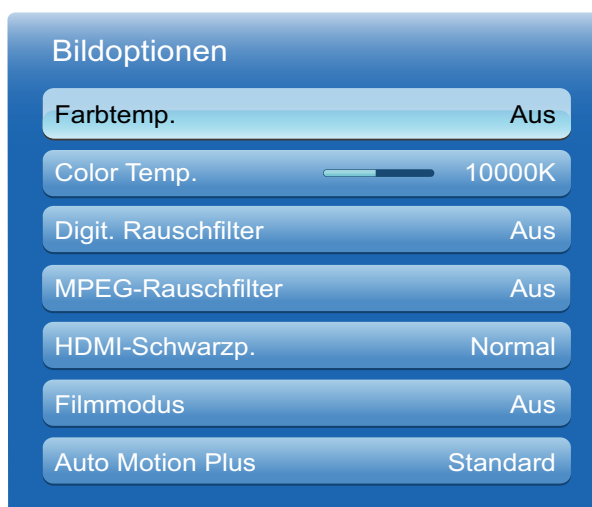 Bildoptionen
Farbtemp. Aus
Color Temp. 10000K
Digit. Rauschfilter Aus
MPEG-Rauschfilter Aus
HDMI-Schwarzp. Normal
Filmmodus Aus
Auto Motion Plus Standard